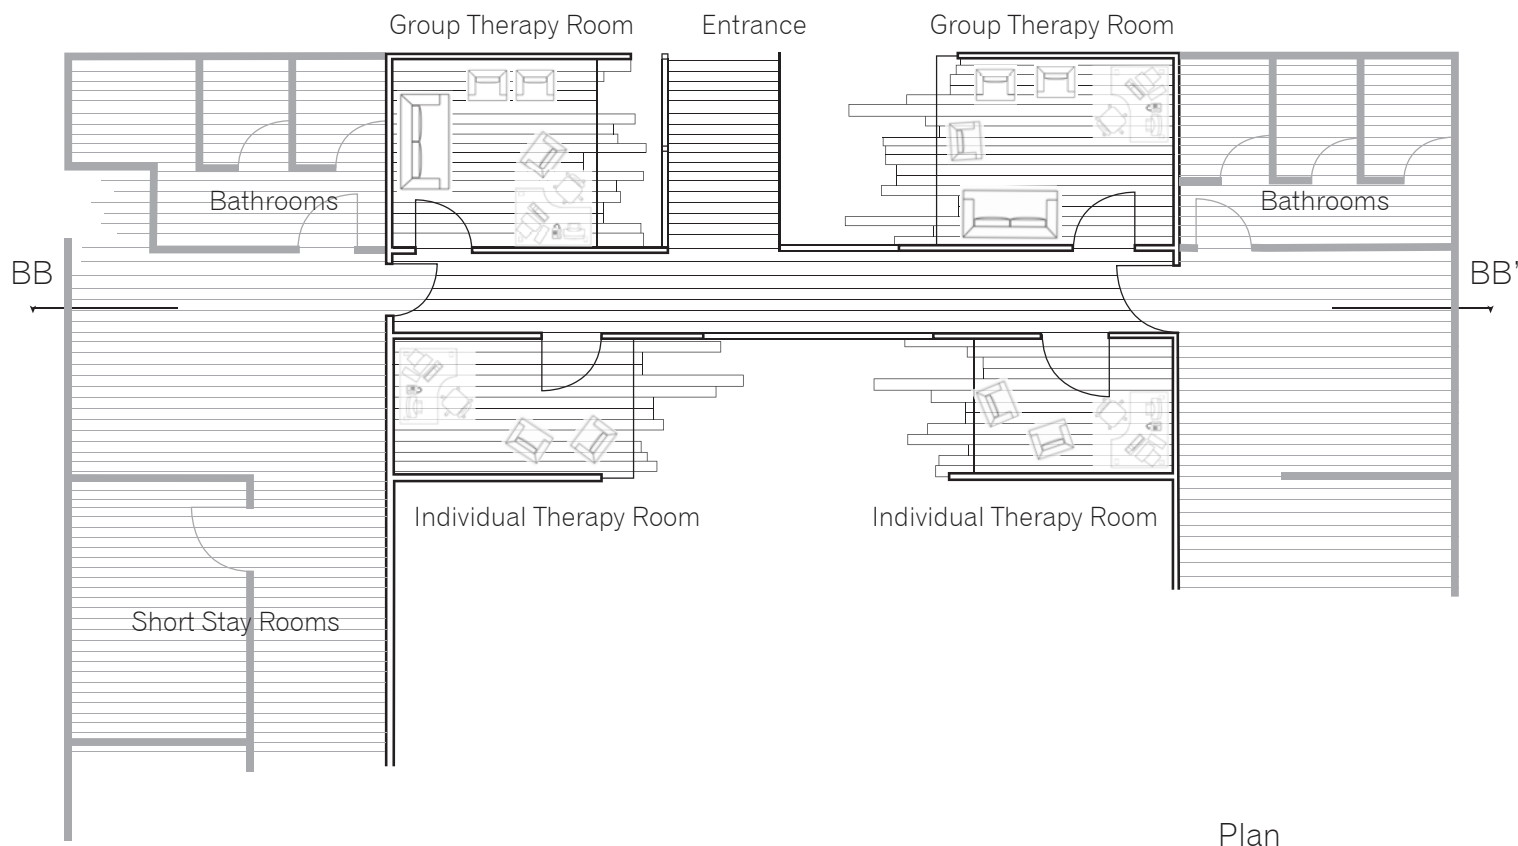 Group Therapy Room
Entrance
Group Therapy Room
Bathrooms
Bathrooms
BB
BB’
Individual Therapy Room
Individual Therapy Room
Short Stay Rooms
Plan